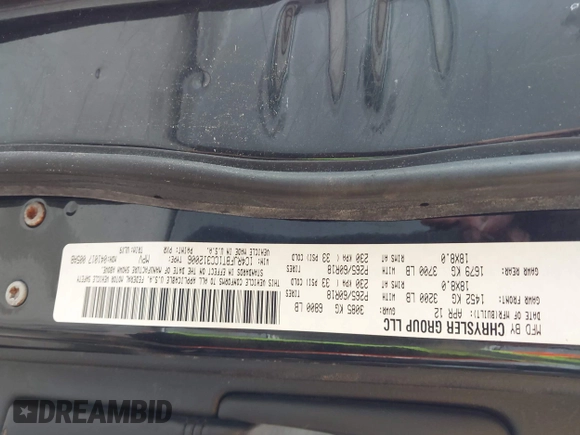 MFD BY CHRYSLER GROUP LLC
DATE OF MFR(BUILT): APR 12 GVWR: 3085 KG 6800 LB
GAWR FRONT: 1452 KG 3200 LB P265/60R18
18X8.0 RIMS AT 230 KPA 33 PSI COLD
GAWR REAR: 1679 KG 3700 LB P265/60R18
18X8.0 RIMS AT 230 KPA 33 PSI COLD
THIS VEHICLE CONFORMS TO ALL APPLICABLE U.S.A. FEDERAL MOTOR VEHICLE SAFETY
STANDARDS IN EFFECT ON THE DATE OF MANUFACTURE SHOWN ABOVE.
TYPE: MPV
VEHICLE MADE IN U.S.A. PAINT:
DREAMBID